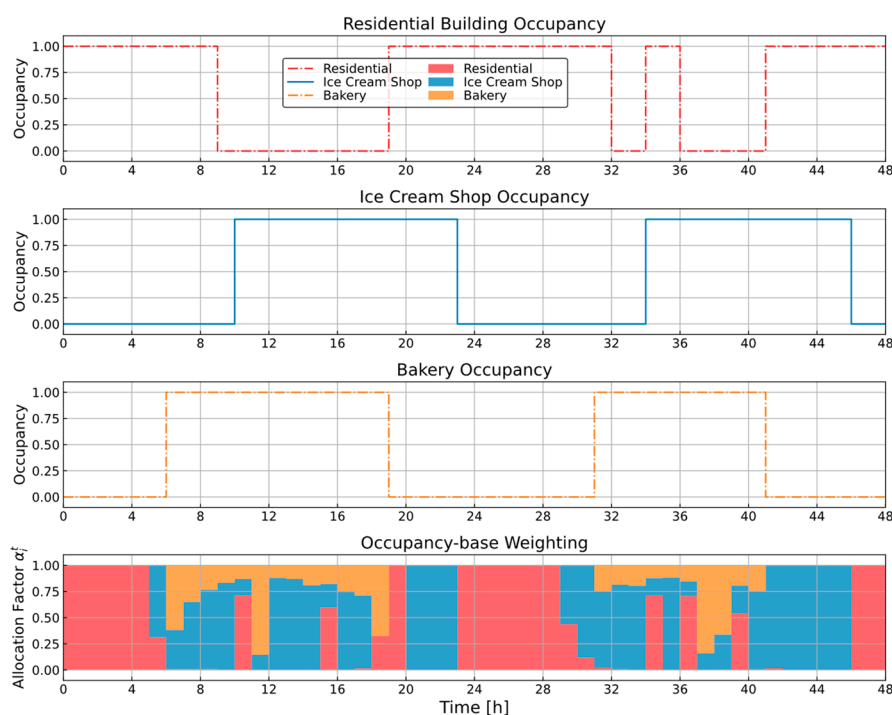 Residential Building Occupancy
Occupancy
1.00
0.75
0.50
0.25
0.00
Residential
Ice Cream Shop
Bakery
Residential
Ice Cream Shop
Bakery
0 4 8 12 16 20 24 28 32 36 40 44 48
Ice Cream Shop Occupancy
Occupancy
1.00
0.75
0.50
0.25
0.00
0 4 8 12 16 20 24 28 32 36 40 44 48
Bakery Occupancy
Occupancy
1.00
0.75
0.50
0.25
0.00
0 4 8 12 16 20 24 28 32 36 40 44 48
Occupancy-base Weighting
Allocation Factor αᵢᵗ
1.00
0.75
0.50
0.25
0.00
0 4 8 12 16 20 24 28 32 36 40 44 48
Time [h]